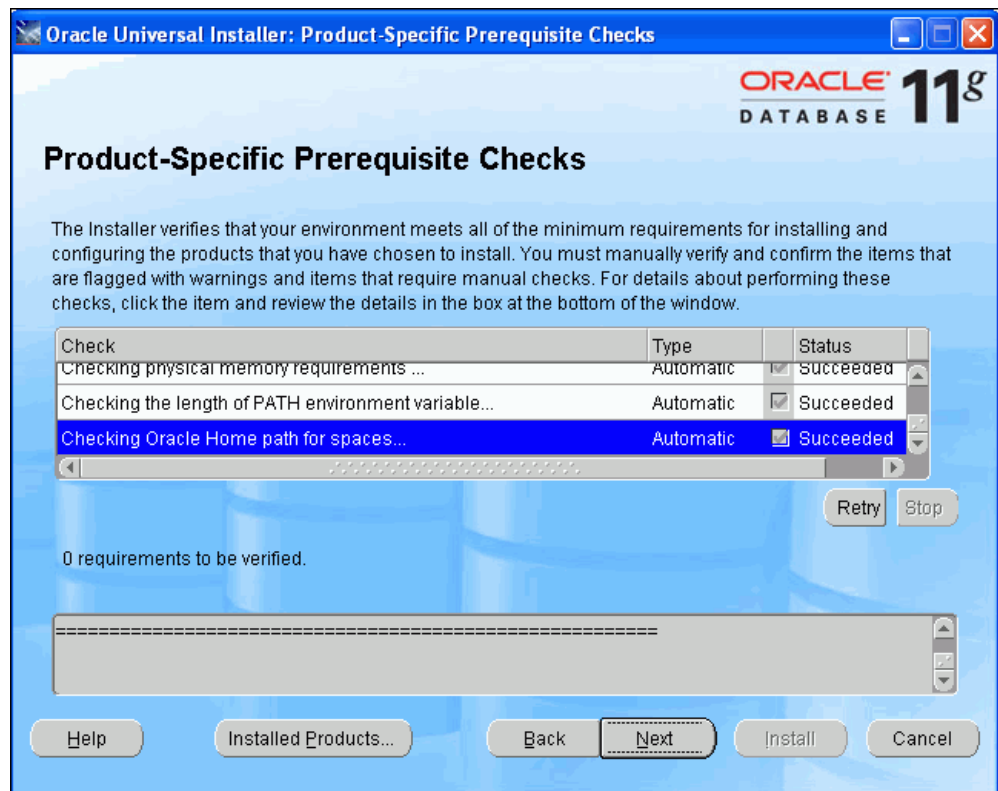 Oracle Universal Installer: Product-Specific Prerequisite Checks
ORACLE® 11g
DATABASE
Product-Specific Prerequisite Checks
The Installer verifies that your environment meets all of the minimum requirements for installing and
configuring the products that you have chosen to install. You must manually verify and confirm the items that
are flagged with warnings and items that require manual checks. For details about performing these
checks, click the item and review the details in the box at the bottom of the window.
Check Type Status
Checking physical memory requirements ... Automatic Succeeded
Checking the length of PATH environment variable... Automatic Succeeded
Checking Oracle Home path for spaces... Automatic Succeeded
Retry Stop
0 requirements to be verified.
========================================================
Help Installed Products... Back Next Install Cancel